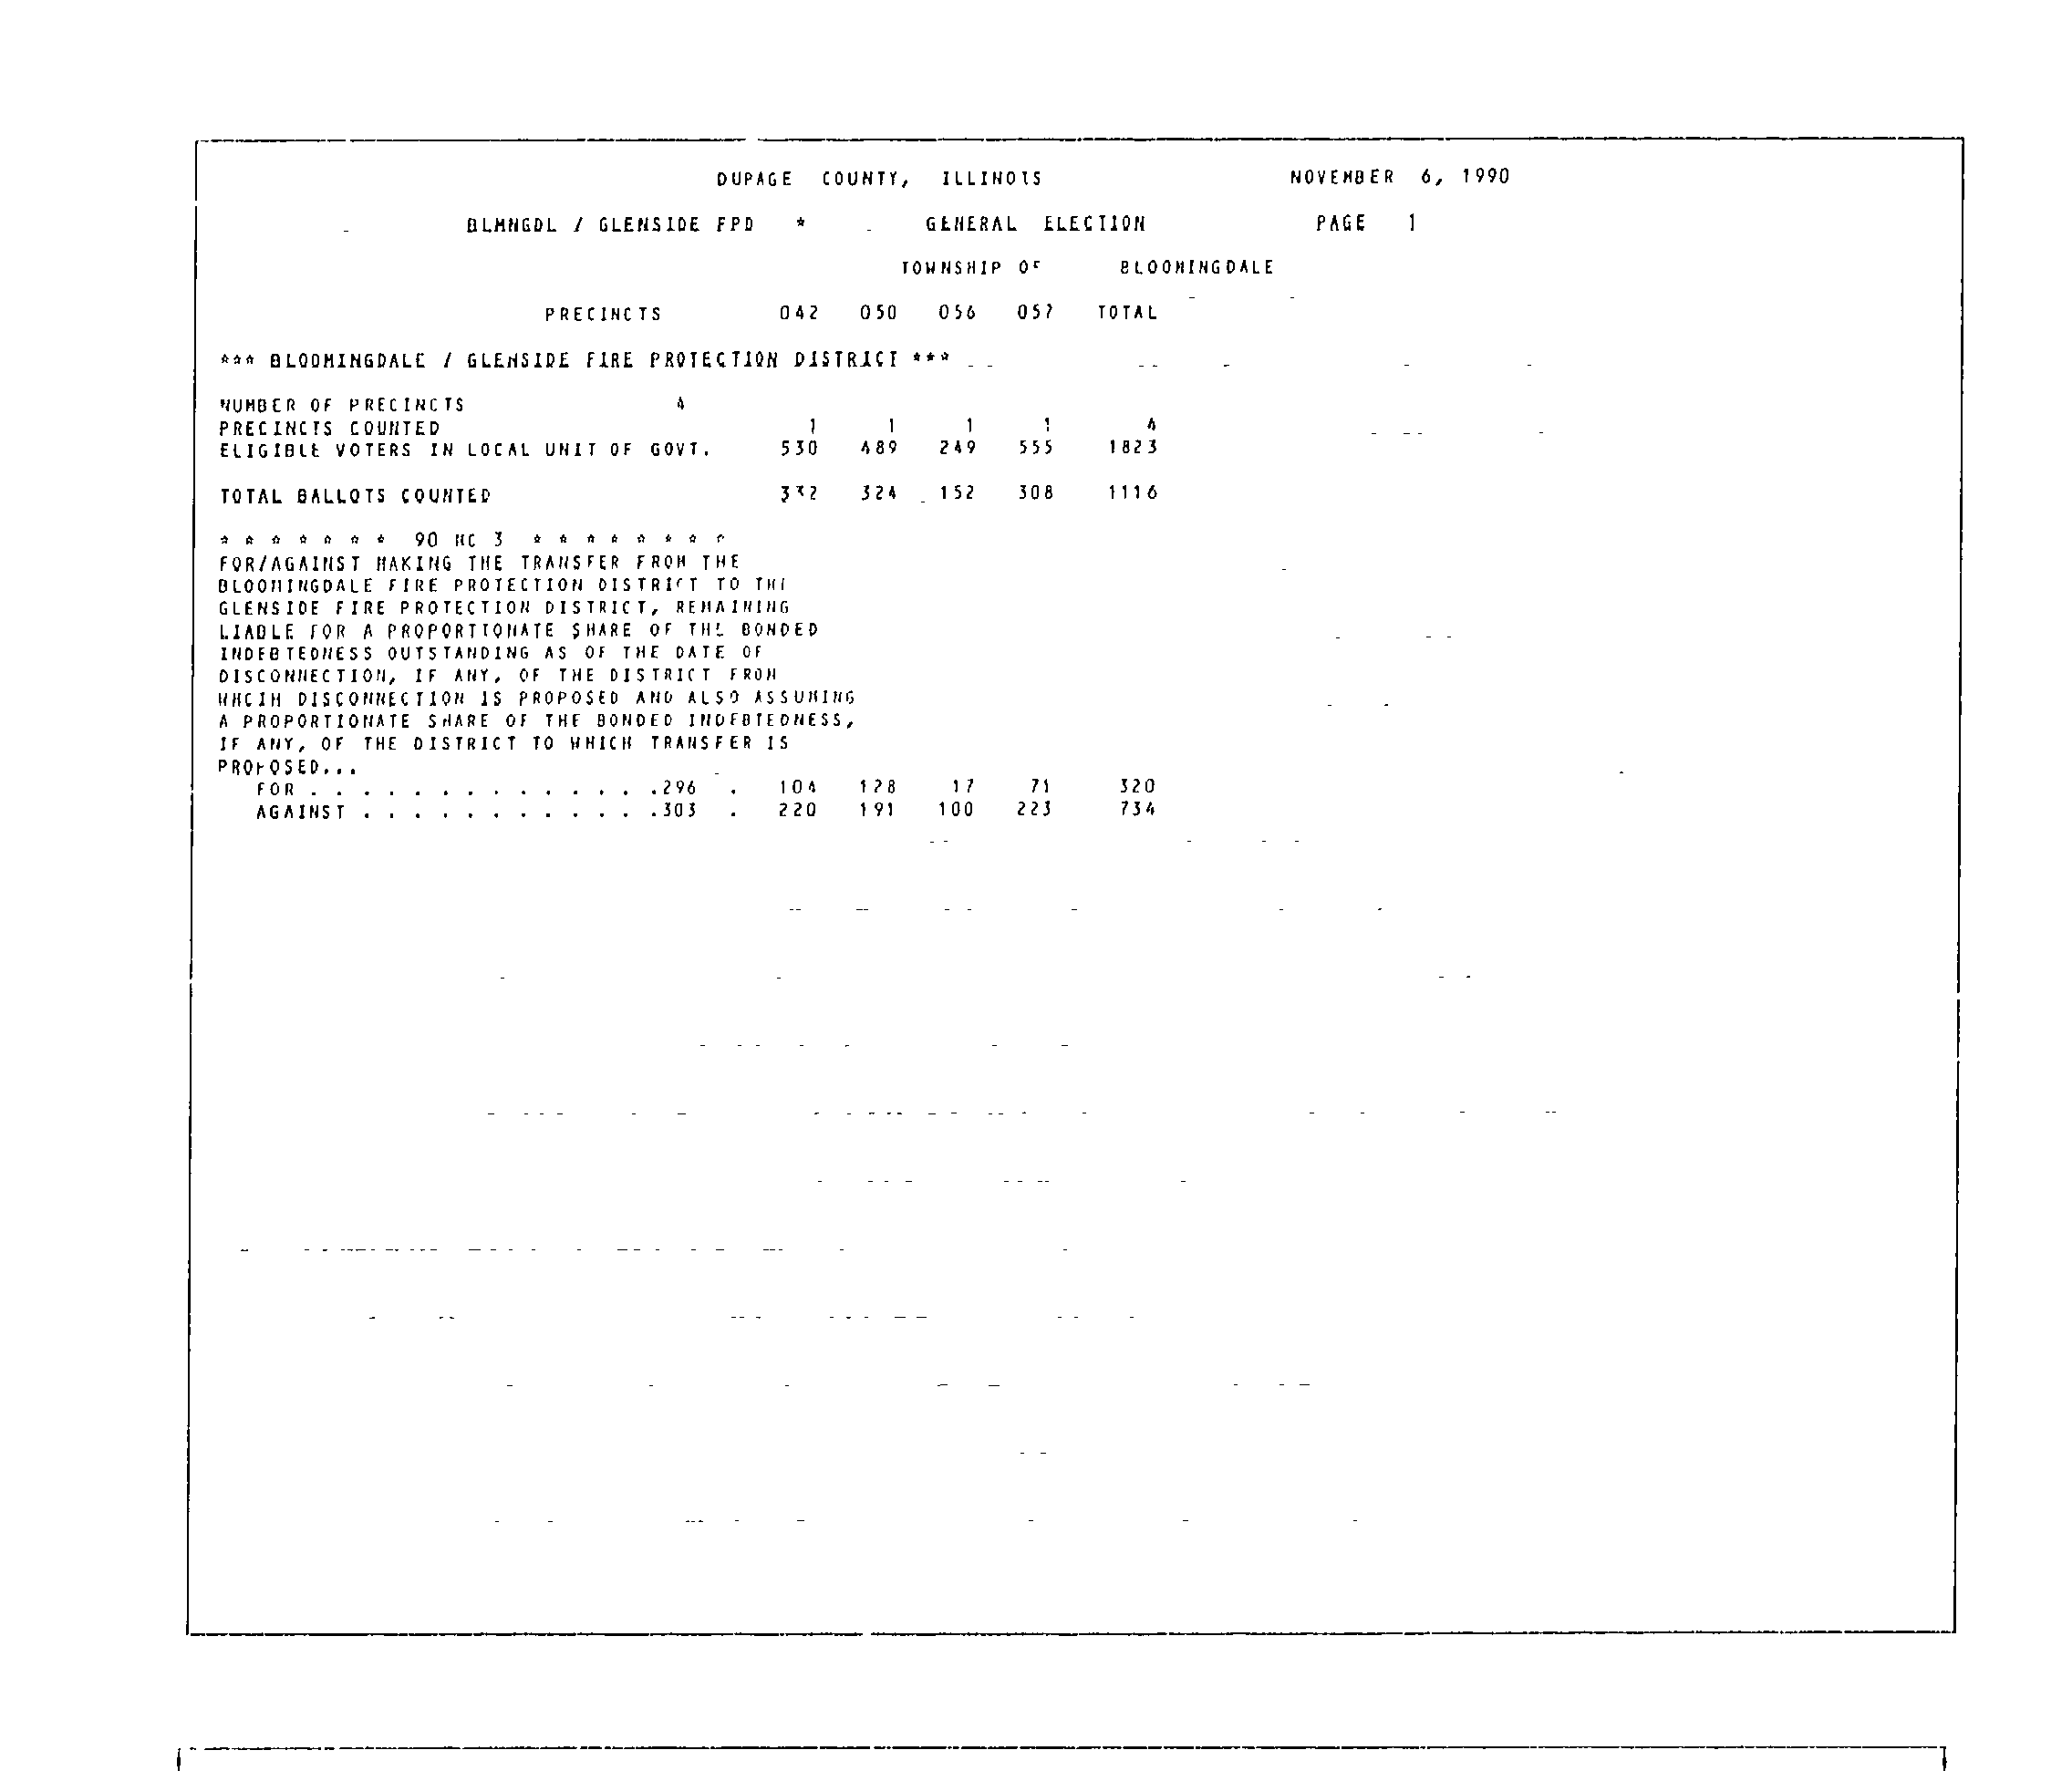 DUPAGE COUNTY, ILLINOIS NOVEMBER 6, 1990
BLMNGDL / GLENSIDE FPD * GENERAL ELECTION PAGE 1
TOWNSHIP OF BLOOMINGDALE
PRECINCTS 042 050 056 057 TOTAL
*** BLOOMINGDALE / GLENSIDE FIRE PROTECTION DISTRICT ***
NUMBER OF PRECINCTS 4
PRECINCTS COUNTED 1 1 1 1 4
ELIGIBLE VOTERS IN LOCAL UNIT OF GOVT. 530 489 249 555 1823
TOTAL BALLOTS COUNTED 332 324 152 308 1116
* * * * * * * 90 MC 3 * * * * * * * *
FOR/AGAINST MAKING THE TRANSFER FROM THE
BLOOMINGDALE FIRE PROTECTION DISTRICT TO THE
GLENSIDE FIRE PROTECTION DISTRICT, REMAINING
LIABLE FOR A PROPORTIONATE SHARE OF THE BONDED
INDEBTEDNESS OUTSTANDING AS OF THE DATE OF
DISCONNECTION, IF ANY, OF THE DISTRICT FROM
WHCIH DISCONNECTION IS PROPOSED AND ALSO ASSUMING
A PROPORTIONATE SHARE OF THE BONDED INDEBTEDNESS,
IF ANY, OF THE DISTRICT TO WHICH TRANSFER IS
PROPOSED...
FOR . . . . . . . . . . . . . .296 . 104 128 17 71 320
AGAINST . . . . . . . . . . . .303 . 220 191 100 223 734